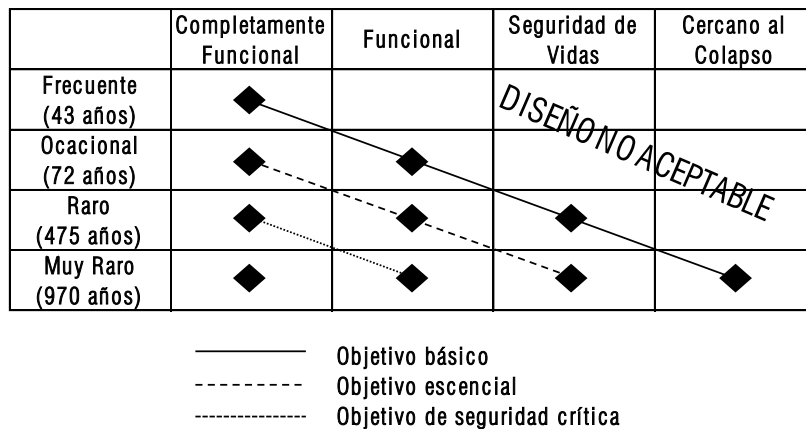 Completamente
Funcional
Funcional
Seguridad de
Vidas
Cercano al
Colapso
Frecuente
(43 años)
DISEÑO NO ACEPTABLE
Ocacional
(72 años)
Raro
(475 años)
Muy Raro
(970 años)
Objetivo básico
Objetivo escencial
Objetivo de seguridad crítica